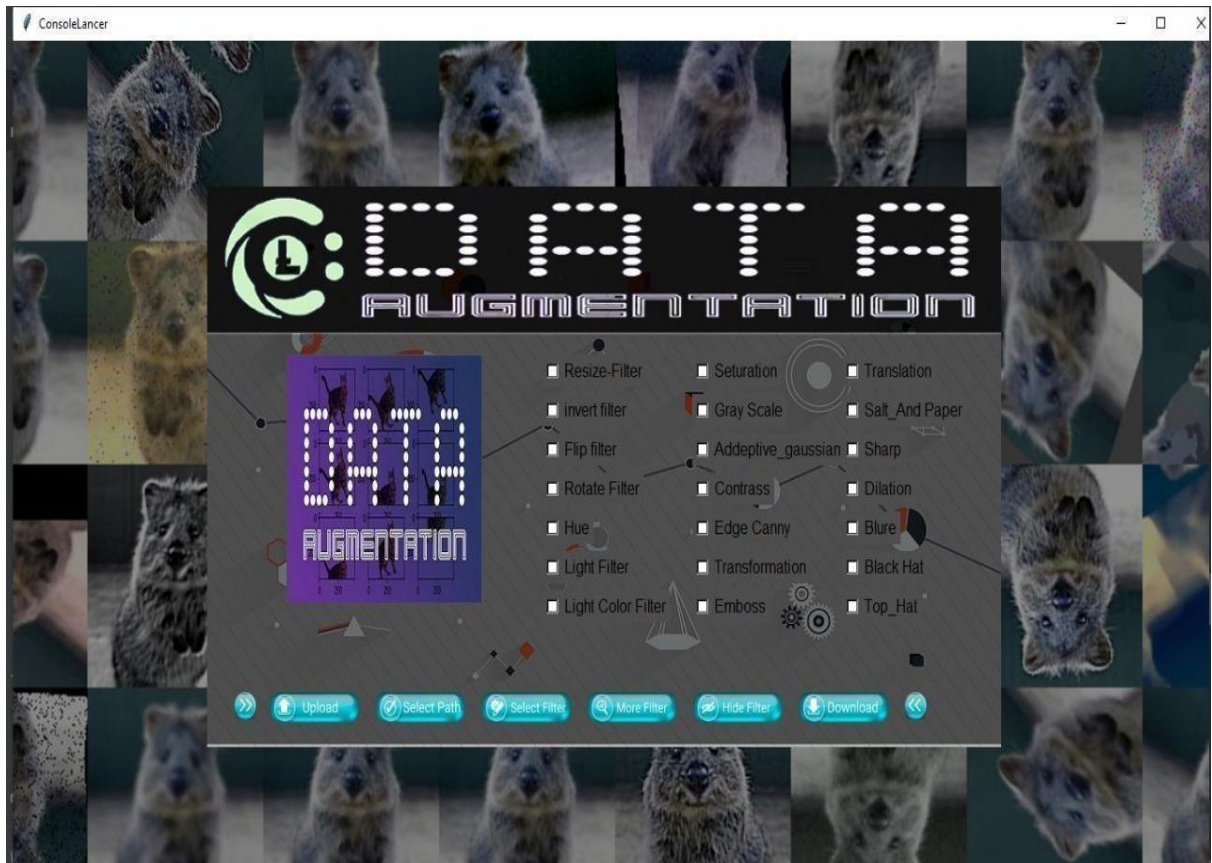 ConsoleLancer
L
DATA
AUGMENTATION
DATA
AUGMENTATION
Resize-Filter
Seturation
Translation
invert filter
Gray Scale
Salt_And Paper
Flip filter
Addeptive_gaussian
Sharp
Rotate Filter
Contrass
Dilation
Hue
Edge Canny
Blure
Light Filter
Transformation
Black Hat
Light Color Filter
Emboss
Top_Hat
Upload
Select Path
Select Filter
More Filter
Hide Filter
Download